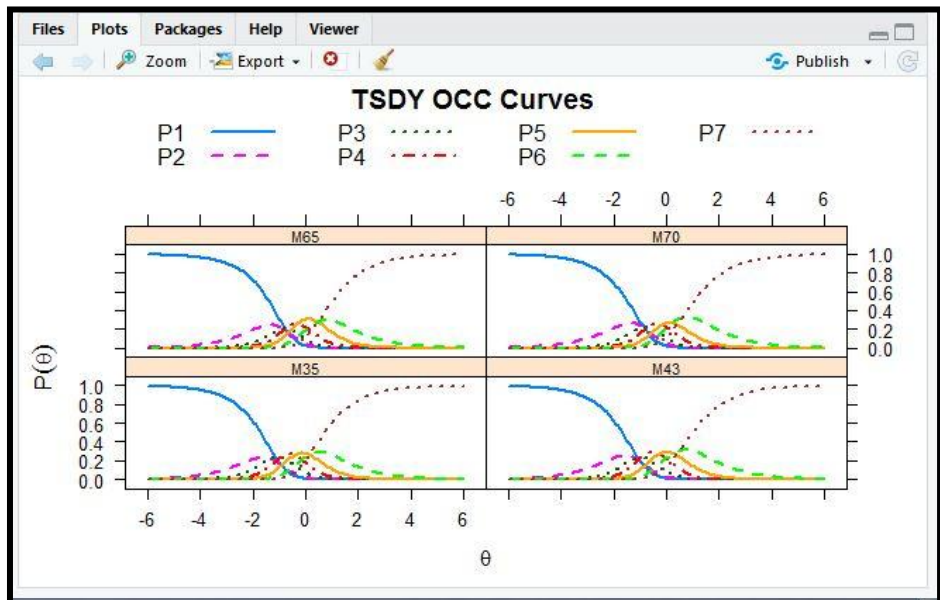 Files Plots Packages Help Viewer
Zoom Export Publish
TSDY OCC Curves
P1 P3 P5 P7
P2 P4 P6
-6 -4 -2 0 2 4 6
M65 M70
1.0
0.8
0.6
0.4
0.2
0.0
P(θ)
M35 M43
1.0
0.8
0.6
0.4
0.2
0.0
-6 -4 -2 0 2 4 6
θ